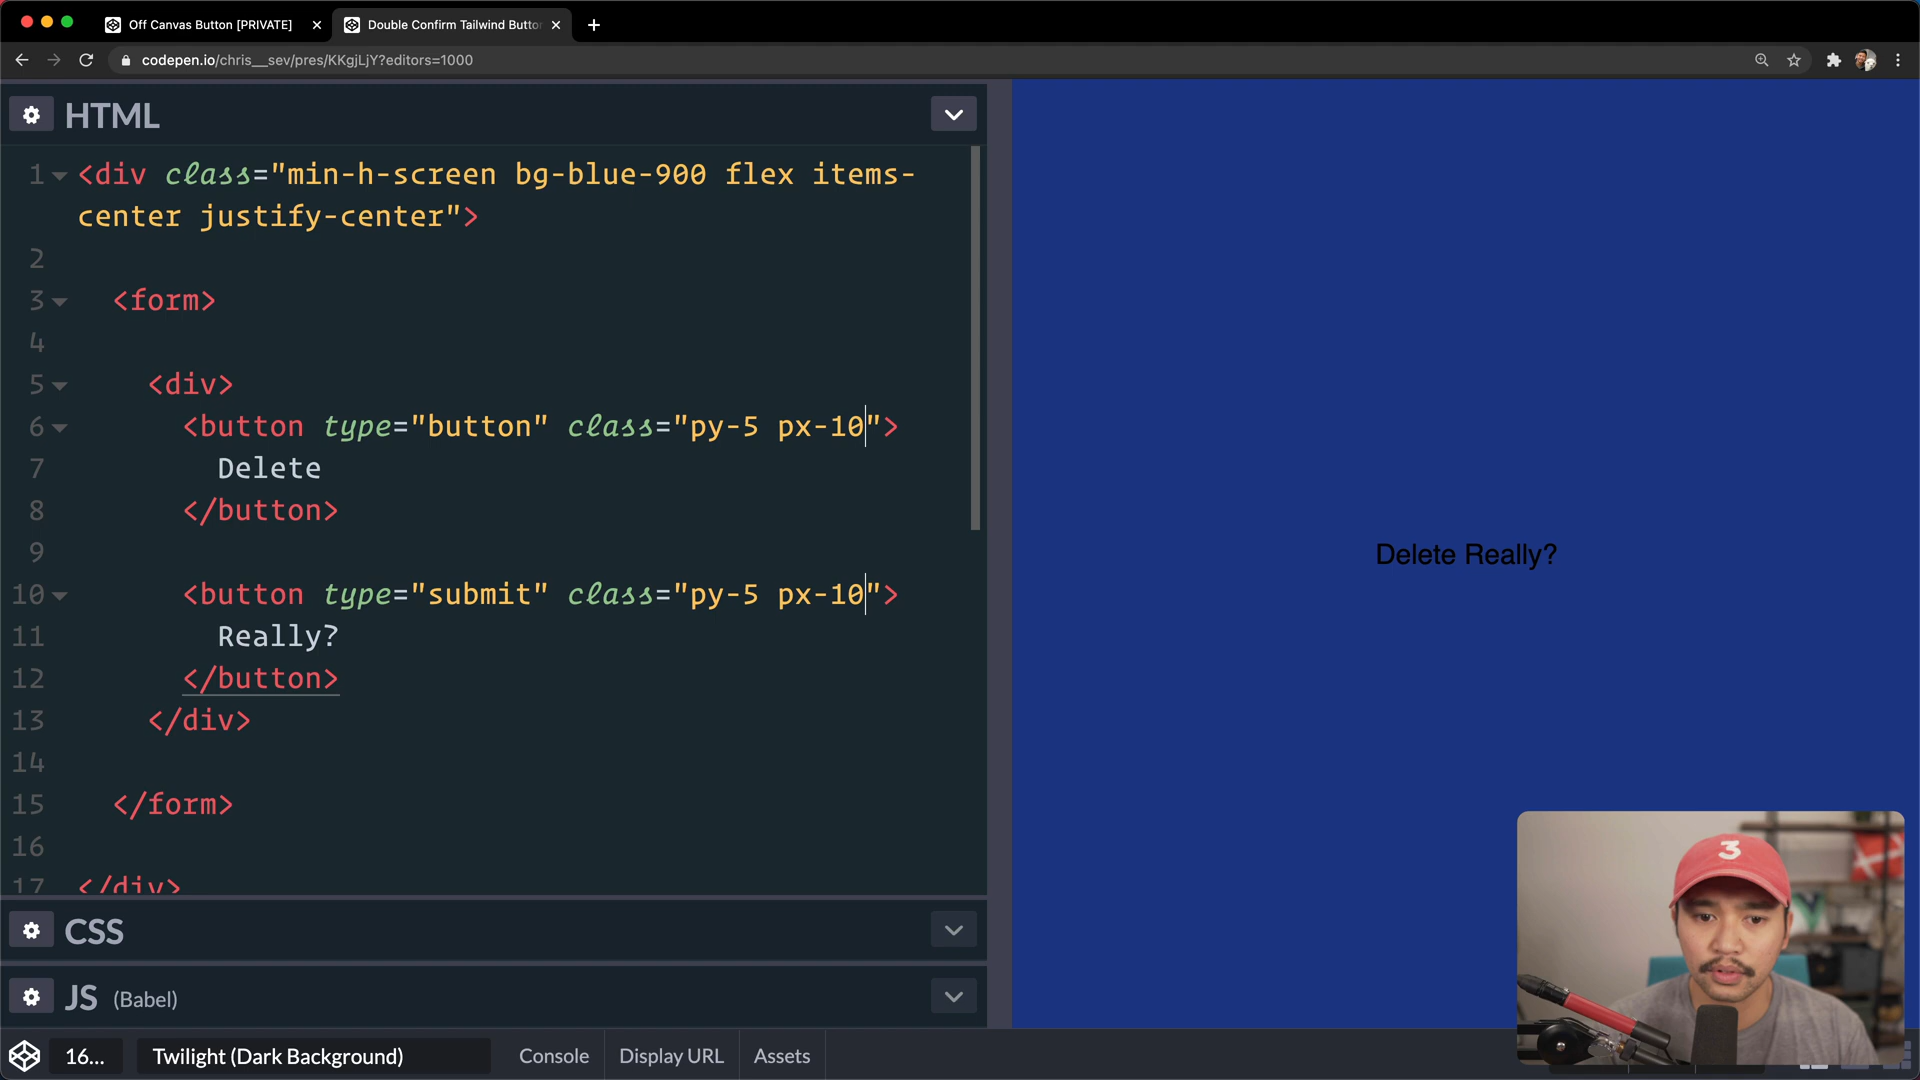 Off Canvas Button [PRIVATE]
Double Confirm Tailwind Butto
codepen.io/chris__sev/pres/KKgjLjY?editors=1000
HTML
1 <div class="min-h-screen bg-blue-900 flex items-
center justify-center">
2
3 <form>
4
5 <div>
6 <button type="button" class="py-5 px-10">
7 Delete
8 </button>
9
10 <button type="submit" class="py-5 px-10">
11 Really?
12 </button>
13 </div>
14
15 </form>
16
17 </div>
Delete Really?
3
CSS
JS (Babel)
16...
Twilight (Dark Background)
Console
Display URL
Assets